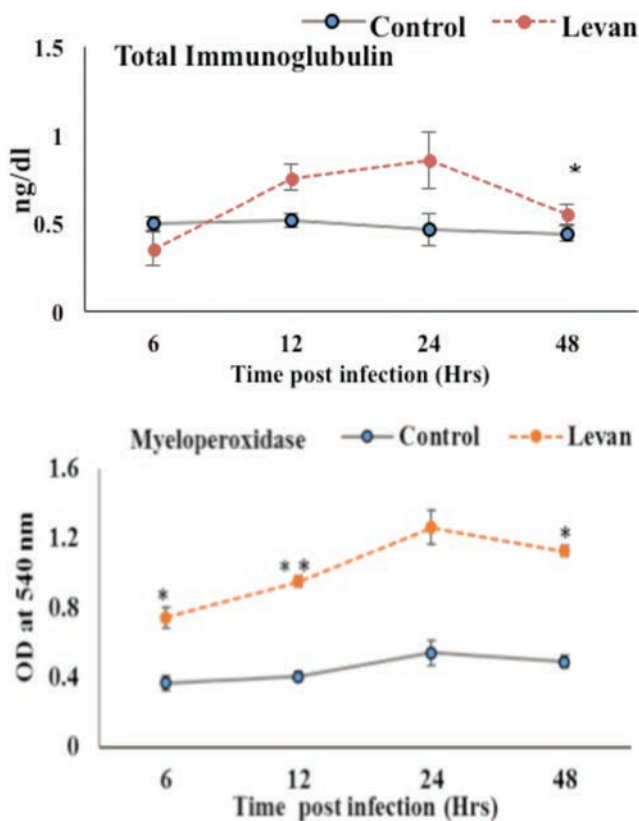 Control Levan
1.5
Total Immunoglubulin
1
ng/dl
*
0.5
0
6 12 24 48
Time post infection (Hrs)
Myeloperoxidase Control Levan
1.6
1.2
*
**
OD at 540 nm
*
0.8
0.4
0
6 12 24 48
Time post infection (Hrs)